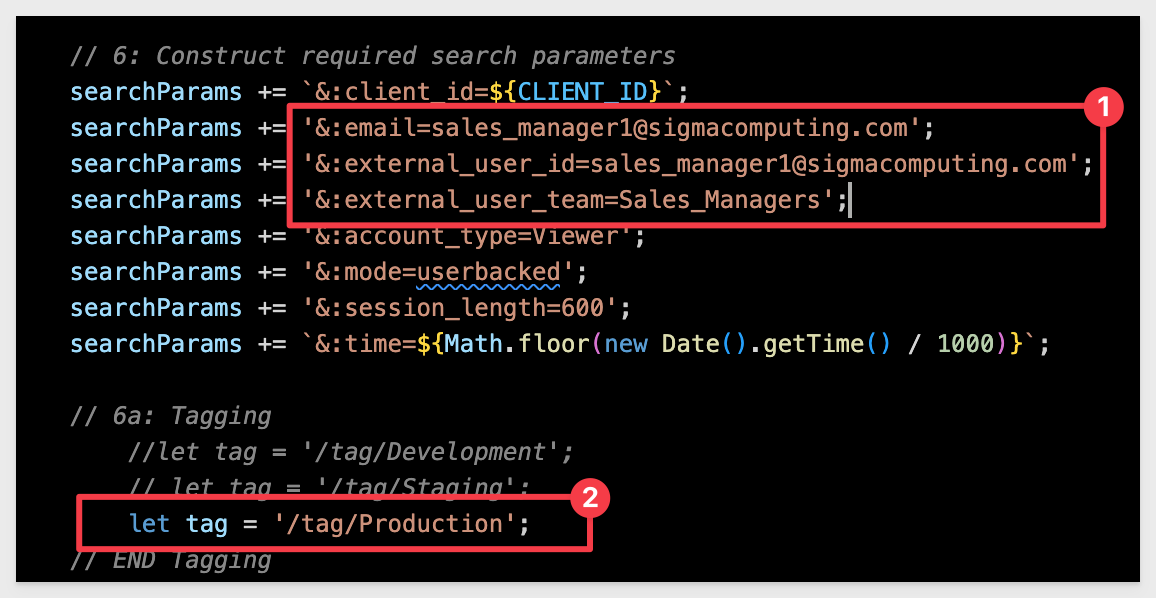 // 6: Construct required search parameters
searchParams += `&:client_id=${CLIENT_ID}`;
1
searchParams += '&:email=sales_manager1@sigmacomputing.com';
searchParams += '&:external_user_id=sales_manager1@sigmacomputing.com';
searchParams += '&:external_user_team=Sales_Managers';
searchParams += '&:account_type=Viewer';
searchParams += '&:mode=userbacked';
searchParams += '&:session_length=600';
searchParams += `&:time=${Math.floor(new Date().getTime() / 1000)}`;
// 6a: Tagging
//let tag = '/tag/Development';
// let tag = '/tag/Staging';
2
let tag = '/tag/Production';
// END Tagging